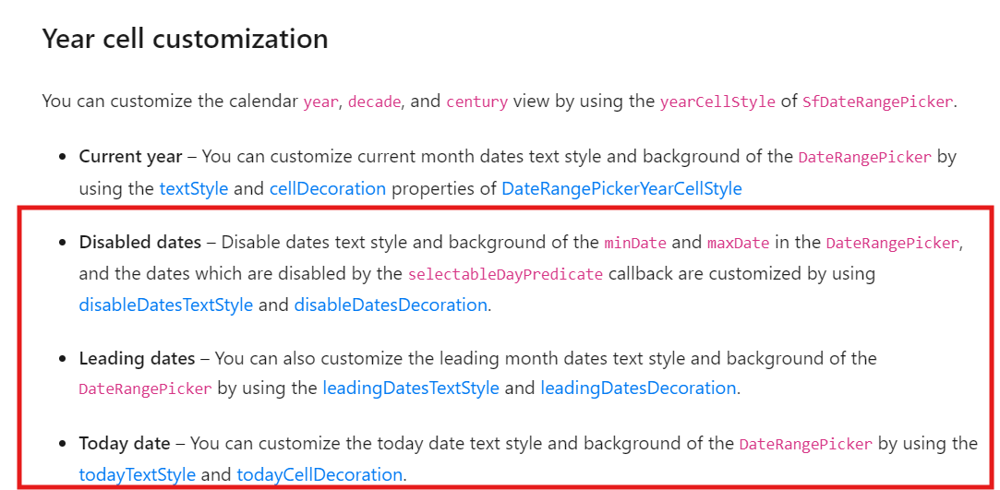 Year cell customization
You can customize the calendar year, decade, and century view by using the yearCellStyle of SfDateRangePicker.
• Current year – You can customize current month dates text style and background of the DateRangePicker by
using the textStyle and cellDecoration properties of DateRangePickerYearCellStyle
• Disabled dates – Disable dates text style and background of the minDate and maxDate in the DateRangePicker,
and the dates which are disabled by the selectableDayPredicate callback are customized by using
disableDatesTextStyle and disableDatesDecoration.
• Leading dates – You can also customize the leading month dates text style and background of the
DateRangePicker by using the leadingDatesTextStyle and leadingDatesDecoration.
• Today date – You can customize the today date text style and background of the DateRangePicker by using the
todayTextStyle and todayCellDecoration.